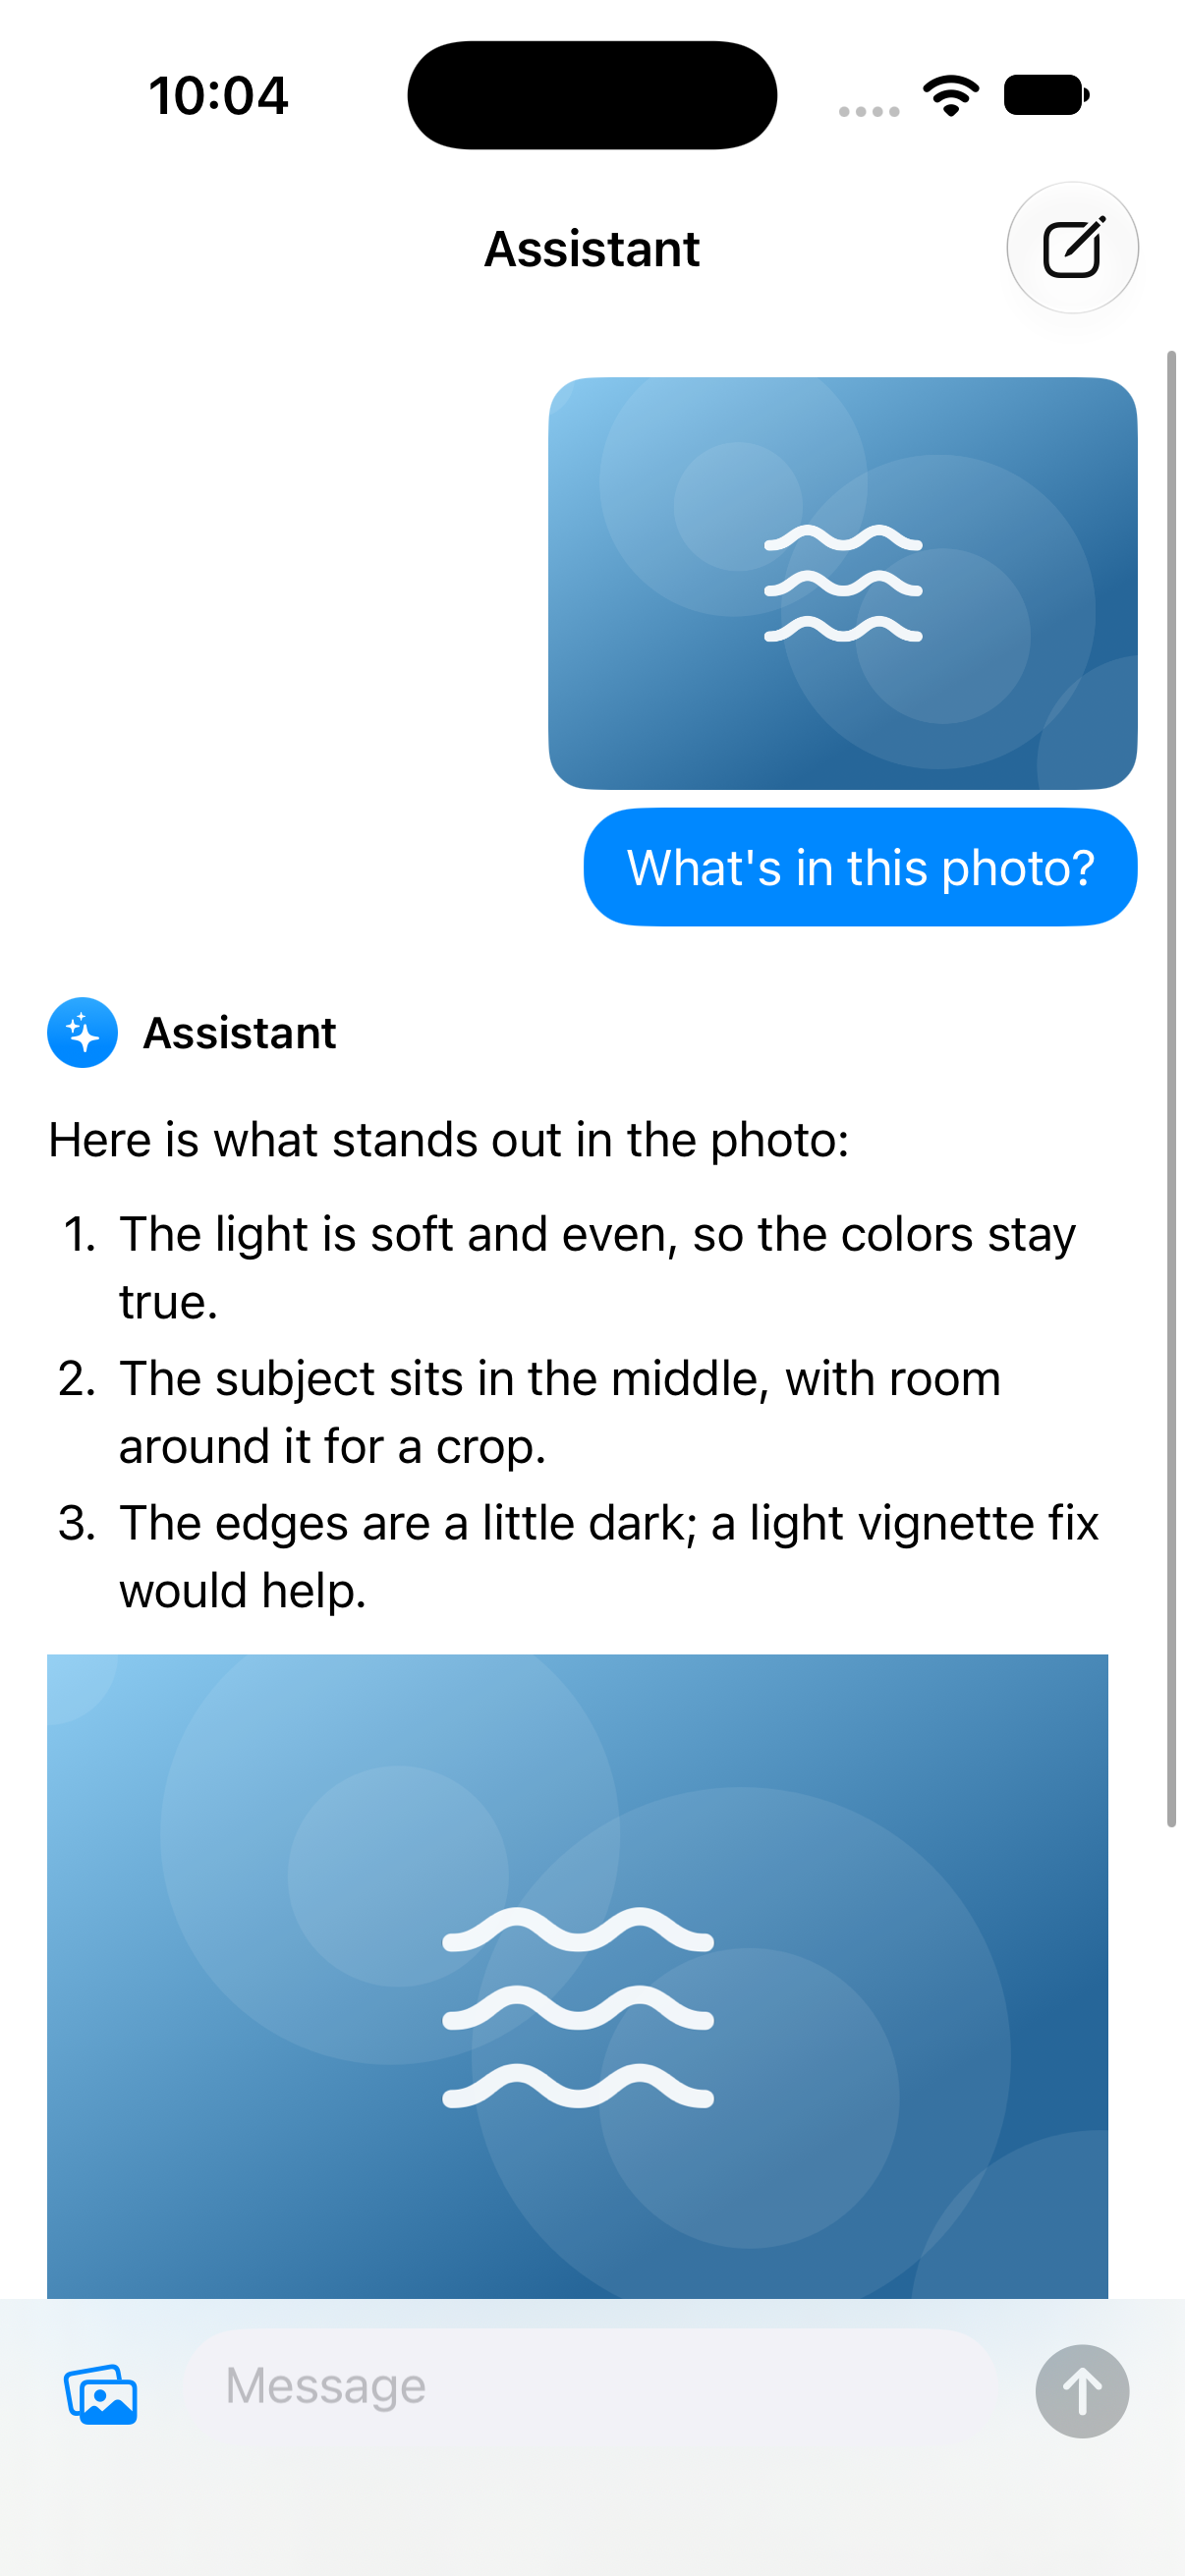 10:04
Assistant
What's in this photo?
Assistant
Here is what stands out in the photo:
1. The light is soft and even, so the colors stay
true.
2. The subject sits in the middle, with room
around it for a crop.
3. The edges are a little dark; a light vignette fix
would help.
Message